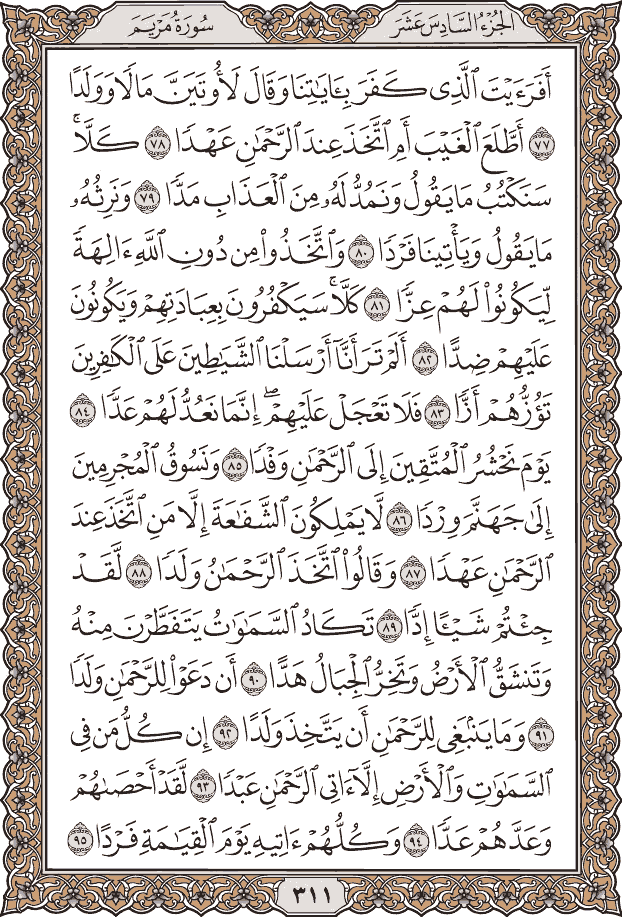 الجُزْءُ السَّادِسَ عَشَرَ
سُورَةُ مَرْيَمَ
أَفَرَءَيْتَ ٱلَّذِى كَفَرَ بِـَٔايَٰتِنَا وَقَالَ لَأُوتَيَنَّ مَالًا وَوَلَدًا
٧٧ أَطَّلَعَ ٱلْغَيْبَ أَمِ ٱتَّخَذَ عِندَ ٱلرَّحْمَٰنِ عَهْدًا ٧٨ كَلَّاۚ
سَنَكْتُبُ مَا يَقُولُ وَنَمُدُّ لَهُۥ مِنَ ٱلْعَذَابِ مَدًّا ٧٩ وَنَرِثُهُۥ
مَا يَقُولُ وَيَأْتِينَا فَرْدًا ٨٠ وَٱتَّخَذُوا۟ مِن دُونِ ٱللَّهِ ءَالِهَةً
لِّيَكُونُوا۟ لَهُمْ عِزًّا ٨١ كَلَّاۚ سَيَكْفُرُونَ بِعِبَادَتِهِمْ وَيَكُونُونَ
عَلَيْهِمْ ضِدًّا ٨٢ أَلَمْ تَرَ أَنَّآ أَرْسَلْنَا ٱلشَّيَٰطِينَ عَلَى ٱلْكَٰفِرِينَ
تَؤُزُّهُمْ أَزًّا ٨٣ فَلَا تَعْجَلْ عَلَيْهِمْۖ إِنَّمَا نَعُدُّ لَهُمْ عَدًّا ٨٤
يَوْمَ نَحْشُرُ ٱلْمُتَّقِينَ إِلَى ٱلرَّحْمَٰنِ وَفْدًا ٨٥ وَنَسُوقُ ٱلْمُجْرِمِينَ
إِلَىٰ جَهَنَّمَ وِرْدًا ٨٦ لَّا يَمْلِكُونَ ٱلشَّفَٰعَةَ إِلَّا مَنِ ٱتَّخَذَ عِندَ
ٱلرَّحْمَٰنِ عَهْدًا ٨٧ وَقَالُوا۟ ٱتَّخَذَ ٱلرَّحْمَٰنُ وَلَدًا ٨٨ لَّقَدْ
جِئْتُمْ شَيْـًٔا إِدًّا ٨٩ تَكَادُ ٱلسَّمَٰوَٰتُ يَتَفَطَّرْنَ مِنْهُ
وَتَنشَقُّ ٱلْأَرْضُ وَتَخِرُّ ٱلْجِبَالُ هَدًّا ٩٠ أَن دَعَوْا۟ لِلرَّحْمَٰنِ وَلَدًا
٩١ وَمَا يَنۢبَغِى لِلرَّحْمَٰنِ أَن يَتَّخِذَ وَلَدًا ٩٢ إِن كُلُّ مَن فِى
ٱلسَّمَٰوَٰتِ وَٱلْأَرْضِ إِلَّآ ءَاتِى ٱلرَّحْمَٰنِ عَبْدًا ٩٣ لَّقَدْ أَحْصَىٰهُمْ
وَعَدَّهُمْ عَدًّا ٩٤ وَكُلُّهُمْ ءَاتِيهِ يَوْمَ ٱلْقِيَٰمَةِ فَرْدًا ٩٥
٣١١